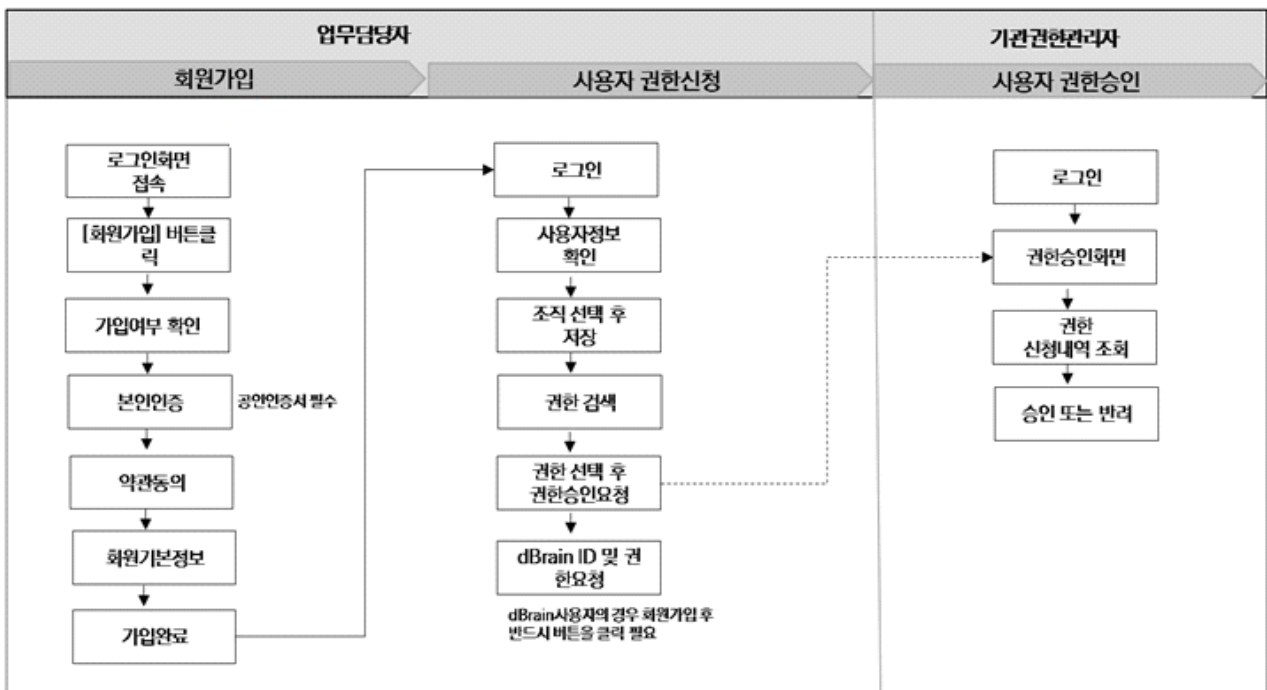 업무담당자
기관권한관리자
회원가입
사용자 권한신청
사용자 권한승인
로그인화면
접속
[회원가입] 버튼클
릭
가입여부 확인
본인인증
공인인증서 필수
약관동의
회원기본정보
가입완료
로그인
사용자정보
확인
조직 선택 후
저장
권한 검색
권한 선택 후
권한승인요청
dBrain ID 및 권
한요청
dBrain사용자의 경우 회원가입 후
반드시 버튼을 클릭 필요
로그인
권한승인화면
권한
신청내역 조회
승인 또는 반려